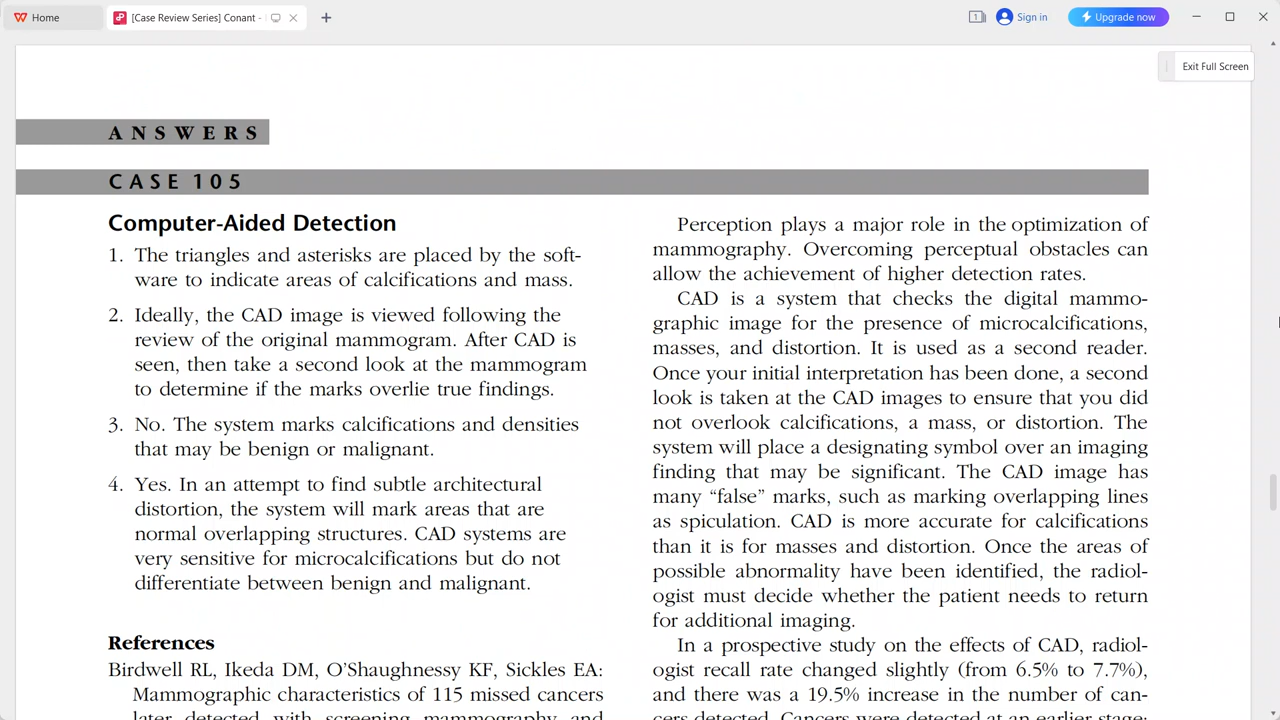 Home
[Case Review Series] Conant -
Sign in
Upgrade now
Exit Full Screen
ANSWERS
CASE 105
Computer-Aided Detection
1. The triangles and asterisks are placed by the soft-
ware to indicate areas of calcifications and mass.
2. Ideally, the CAD image is viewed following the
review of the original mammogram. After CAD is
seen, then take a second look at the mammogram
to determine if the marks overlie true findings.
3. No. The system marks calcifications and densities
that may be benign or malignant.
4. Yes. In an attempt to find subtle architectural
distortion, the system will mark areas that are
normal overlapping structures. CAD systems are
very sensitive for microcalcifications but do not
differentiate between benign and malignant.
References
Birdwell RL, Ikeda DM, O'Shaughnessy KF, Sickles EA:
Mammographic characteristics of 115 missed cancers
later detected with screening mammography and
Perception plays a major role in the optimization of
mammography. Overcoming perceptual obstacles can
allow the achievement of higher detection rates.
CAD is a system that checks the digital mammo-
graphic image for the presence of microcalcifications,
masses, and distortion. It is used as a second reader.
Once your initial interpretation has been done, a second
look is taken at the CAD images to ensure that you did
not overlook calcifications, a mass, or distortion. The
system will place a designating symbol over an imaging
finding that may be significant. The CAD image has
many “false” marks, such as marking overlapping lines
as spiculation. CAD is more accurate for calcifications
than it is for masses and distortion. Once the areas of
possible abnormality have been identified, the radiol-
ogist must decide whether the patient needs to return
for additional imaging.
In a prospective study on the effects of CAD, radiol-
ogist recall rate changed slightly (from 6.5% to 7.7%),
and there was a 19.5% increase in the number of can-
cers detected. Cancers were detected at an earlier stage;